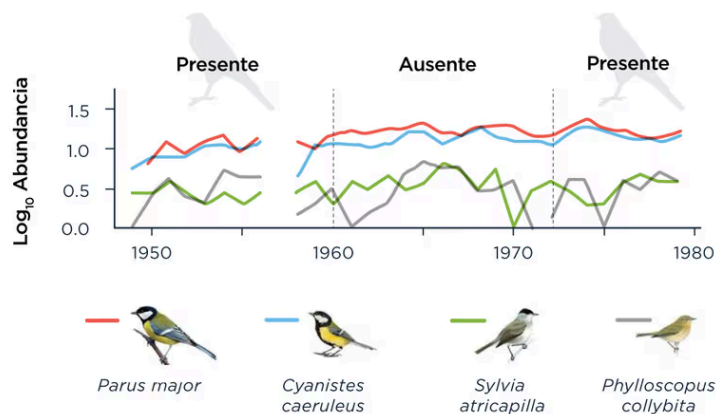 Presente
Ausente
Presente
Log₁₀ Abundancia
1.5
1.0
0.5
0.0
1950
1960
1970
1980
Parus major
Cyanistes
caeruleus
Sylvia
atricapilla
Phylloscopus
collybita